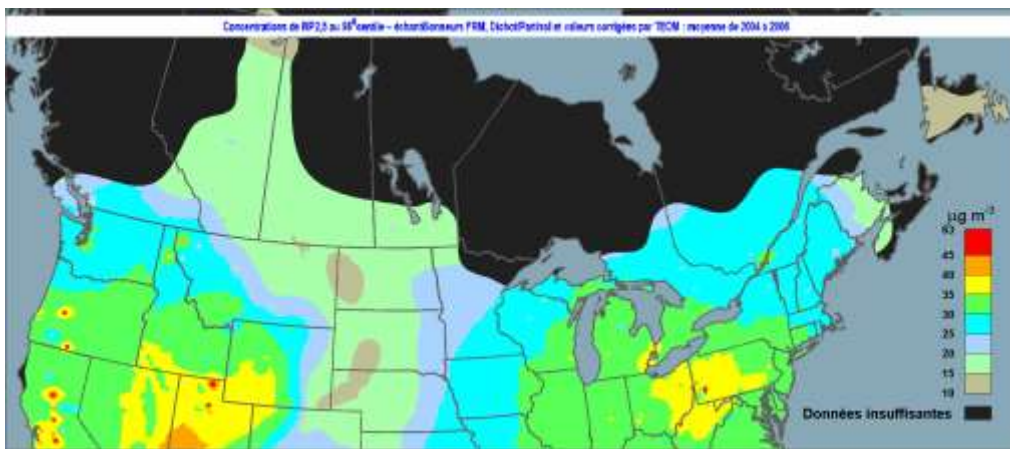 Concentrations de MP2,5 au 98ᵉ centile – échantillonneurs FRM, Dichot/Partisol et valeurs corrigées par TEOM : moyenne de 2004 à 2006
µg m⁻³
45
40
35
30
25
20
15
10
Données insuffisantes